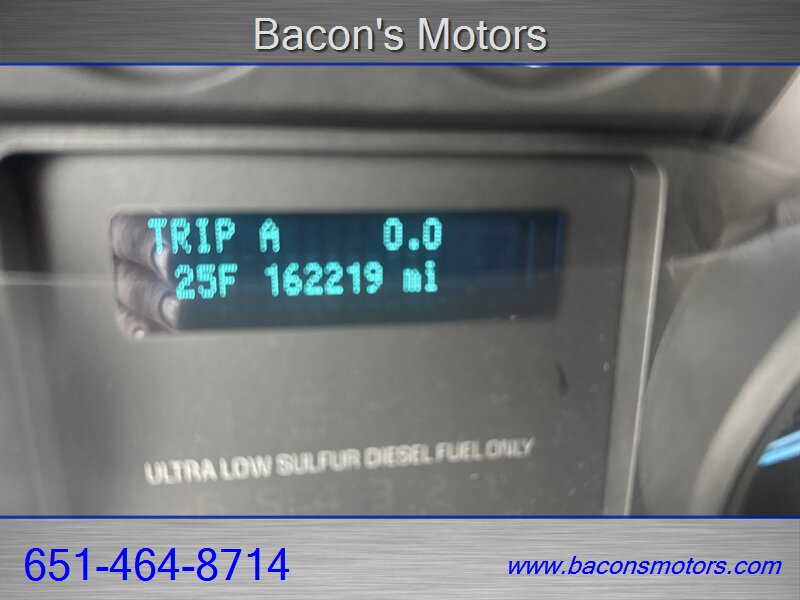 Bacon's Motors
TRIP A 0.0
25F 162219 mi
ULTRA LOW SULFUR DIESEL FUEL ONLY
651-464-8714 www.baconsmotors.com